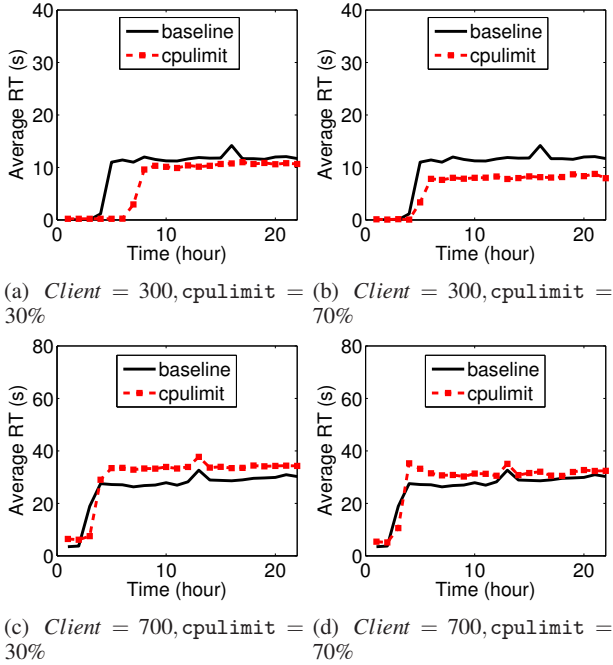 40
30
20
10
0
Average RT (s)
baseline
cpulimit
0 10 20
Time (hour)
(a) Client = 300, cpulimit =
30%
40
30
20
10
0
Average RT (s)
baseline
cpulimit
0 10 20
Time (hour)
(b) Client = 300, cpulimit =
70%
80
60
40
20
0
Average RT (s)
baseline
cpulimit
0 10 20
Time (hour)
(c) Client = 700, cpulimit =
30%
80
60
40
20
0
Average RT (s)
baseline
cpulimit
0 10 20
Time (hour)
(d) Client = 700, cpulimit =
70%